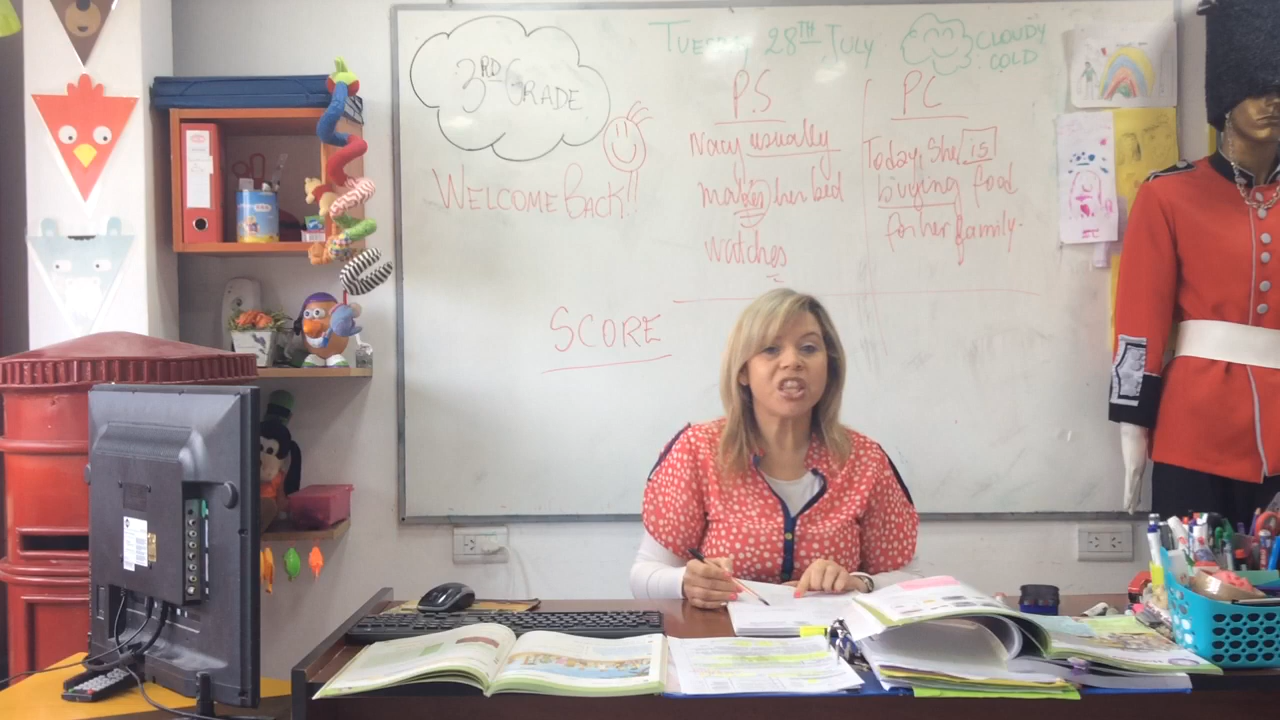 TUESDAY 28TH JULY
CLOUDY
COLD
3RD GRADE
WELCOME BACK!!
P.S
Nacy usually
makes her bed
watches
PC
Today, She is
buying food
for her family.
SCORE